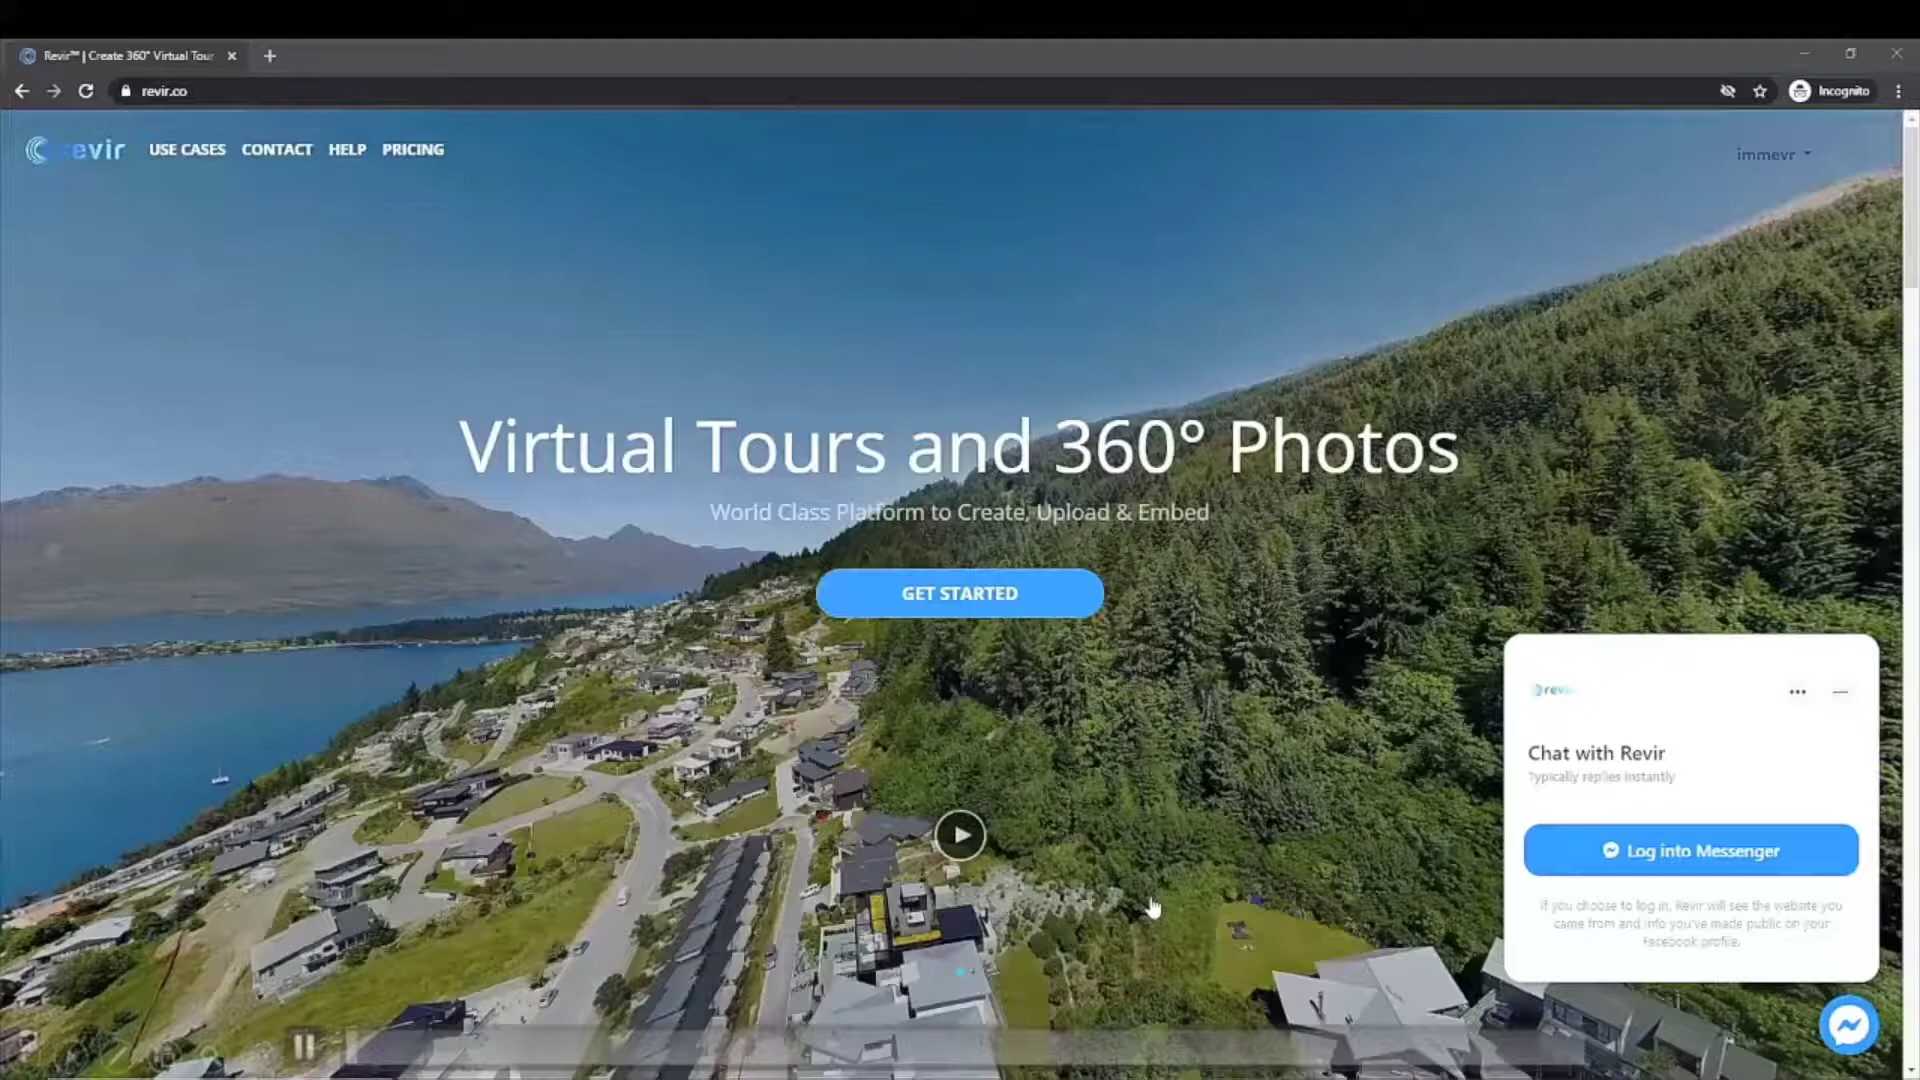 Revir™ | Create 360° Virtual Tour
revir.co
Incognito
revir
USE CASES
CONTACT
HELP
PRICING
immevr
Virtual Tours and 360° Photos
World Class Platform to Create, Upload & Embed
GET STARTED
revir
Chat with Revir
Typically replies instantly
Log into Messenger
If you choose to log in, Revir will see the website you
came from and info you've made public on your
Facebook profile.